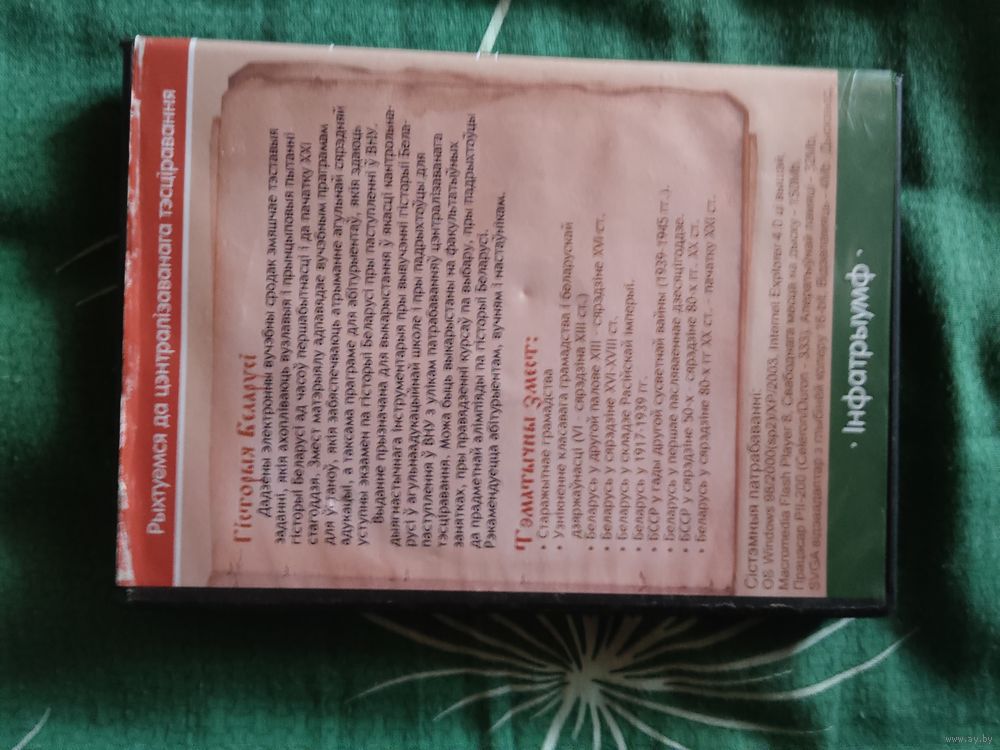 Рыхтуемся да цэнтралізаванага тэсціравання
Гісторыя Беларусі
Дадзены электронны вучэбны сродак змяшчае тэставыя
заданні, якія ахопліваюць вузлавыя і прынцыповыя пытанні
гісторыі Беларусі ад часоў першабытнасці і да пачатку XXI
стагоддзя. Змест матэрыялу адпавядае вучэбным праграмам
для ўстаноў, якія забяспечваюць атрыманне агульнай сярэдняй
адукацыі, а таксама праграме для абітурыентаў, якія здаюць
уступны экзамен па гісторыі Беларусі пры паступленні ў ВНУ.
Выданне прызначана для выкарыстання ў якасці кантрольна-
дыягнастычнага інструментарыя пры вывучэнні гісторыі Бела-
русі ў агульнаадукацыйнай школе і пры падрыхтоўцы для
паступлення ў ВНУ з улікам патрабаванняў цэнтралізаванага
тэсціравання. Можа быць выкарыстаны на факультатыўных
занятках, пры правядзенні курсаў па выбару, пры падрыхтоўцы
да прадметнай алімпіяды па гісторыі Беларусі.
Рэкамендуецца абітурыентам, вучням і настаўнікам.
Тэматычны змест:
• Старажытнае грамадства
• Узнікненне класавага грамадства і беларускай
дзяржаўнасці (VI - сярэдзіна XIII ст.)
• Беларусь у другой палове XIII - сярэдзіне XVI ст.
• Беларусь у сярэдзіне XVI-XVIII ст.
• Беларусь у складзе Расійскай імперыі.
• Беларусь у 1917-1939 гг.
• БССР у гады другой сусветнай вайны (1939-1945 гг.).
• Беларусь у першае пасляваеннае дзесяцігоддзе.
• БССР у сярэдзіне 50-х - сярэдзіне 80-х гг. XX ст.
• Беларусь у сярэдзіне 80-х гг XX ст. - пачатку XXI ст.
Сістэмныя патрабаванні:
OS Windows 98/2000(sp2)/XP/2003, Internet Explorer 4.0 ці вышэй,
Macromedia Flash Player 8. Свабоднага месца на дыску - 150Mb.
Працэсар PII-200 (Celeron/Duron - 333). Аператыўная памяць - 32Mb.
SVGA відэаадаптар з глыбінёй колеру 16-bit. Відэапамяць - 4Mb.
· Інфатрыумф ·
www.ay.by